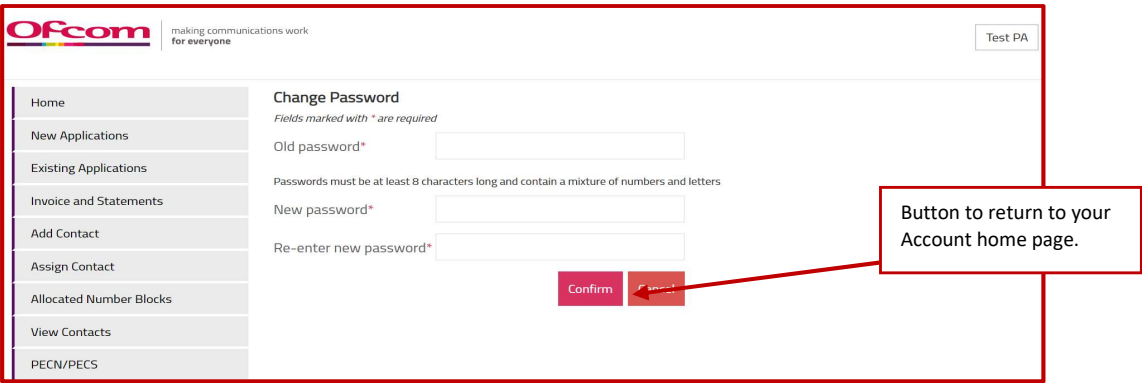 Ofcom
making communications work
for everyone
Test PA
Home
New Applications
Existing Applications
Invoice and Statements
Add Contact
Assign Contact
Allocated Number Blocks
View Contacts
PECN/PECS
Change Password
Fields marked with * are required
Old password*
Passwords must be at least 8 characters long and contain a mixture of numbers and letters
New password*
Re-enter new password*
Confirm
Cancel
Button to return to your
Account home page.